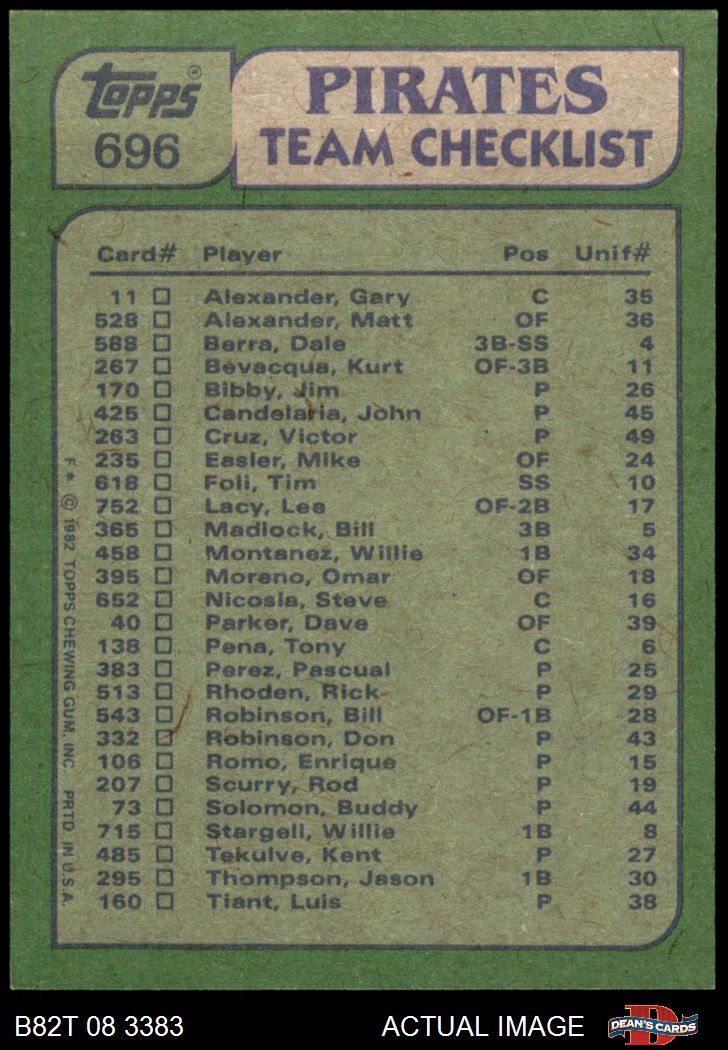 Topps®
696
PIRATES
TEAM CHECKLIST
Card# Player Pos Unif#
11 Alexander, Gary C 35
528 Alexander, Matt OF 36
588 Berra, Dale 3B-SS 4
267 Bevacqua, Kurt OF-3B 11
170 Bibby, Jim P 26
425 Candelaria, John P 45
263 Cruz, Victor P 49
235 Easler, Mike OF 24
618 Foli, Tim SS 10
752 Lacy, Lee OF-2B 17
365 Madlock, Bill 3B 5
458 Montanez, Willie 1B 34
395 Moreno, Omar OF 18
652 Nicosia, Steve C 16
40 Parker, Dave OF 39
138 Pena, Tony C 6
383 Perez, Pascual P 25
513 Rhoden, Rick P 29
543 Robinson, Bill OF-1B 28
332 Robinson, Don P 43
106 Romo, Enrique P 15
207 Scurry, Rod P 19
73 Solomon, Buddy P 44
715 Stargell, Willie 1B 8
485 Tekulve, Kent P 27
295 Thompson, Jason 1B 30
160 Tiant, Luis P 38
F* © 1982 TOPPS CHEWING GUM, INC. PRTD. IN U.S.A.
B82T 08 3383
ACTUAL IMAGE
DEAN'S CARDS